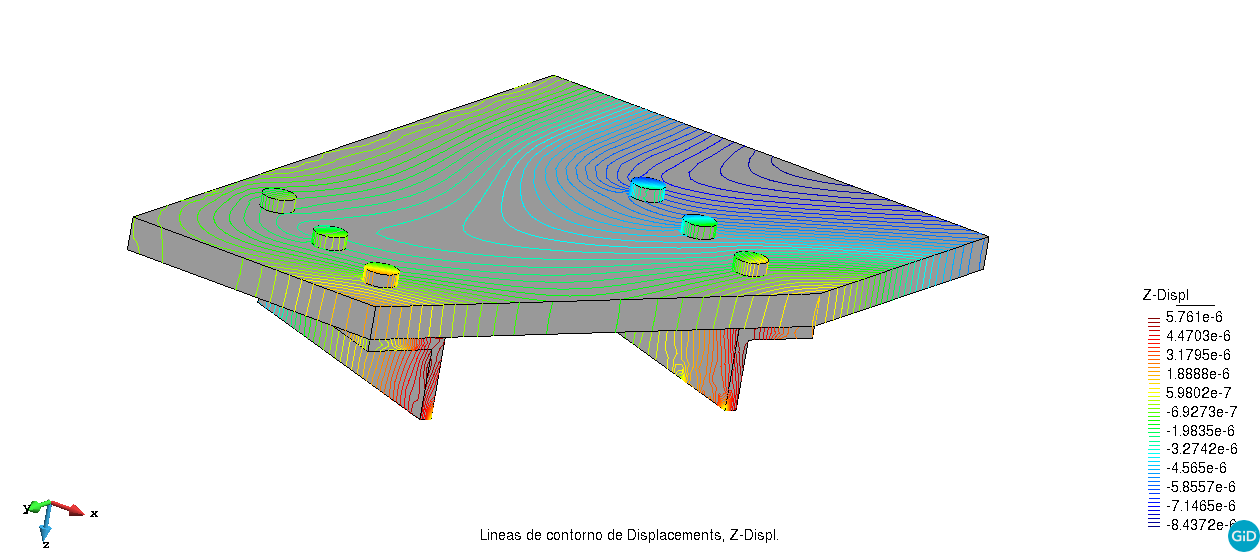 Z-Displ
5.761e-6
4.4703e-6
3.1795e-6
1.8888e-6
5.9802e-7
-6.9273e-7
-1.9835e-6
-3.2742e-6
-4.565e-6
-5.8557e-6
-7.1465e-6
-8.4372e-6
GiD
y
x
z
Lineas de contorno de Displacements, Z-Displ.